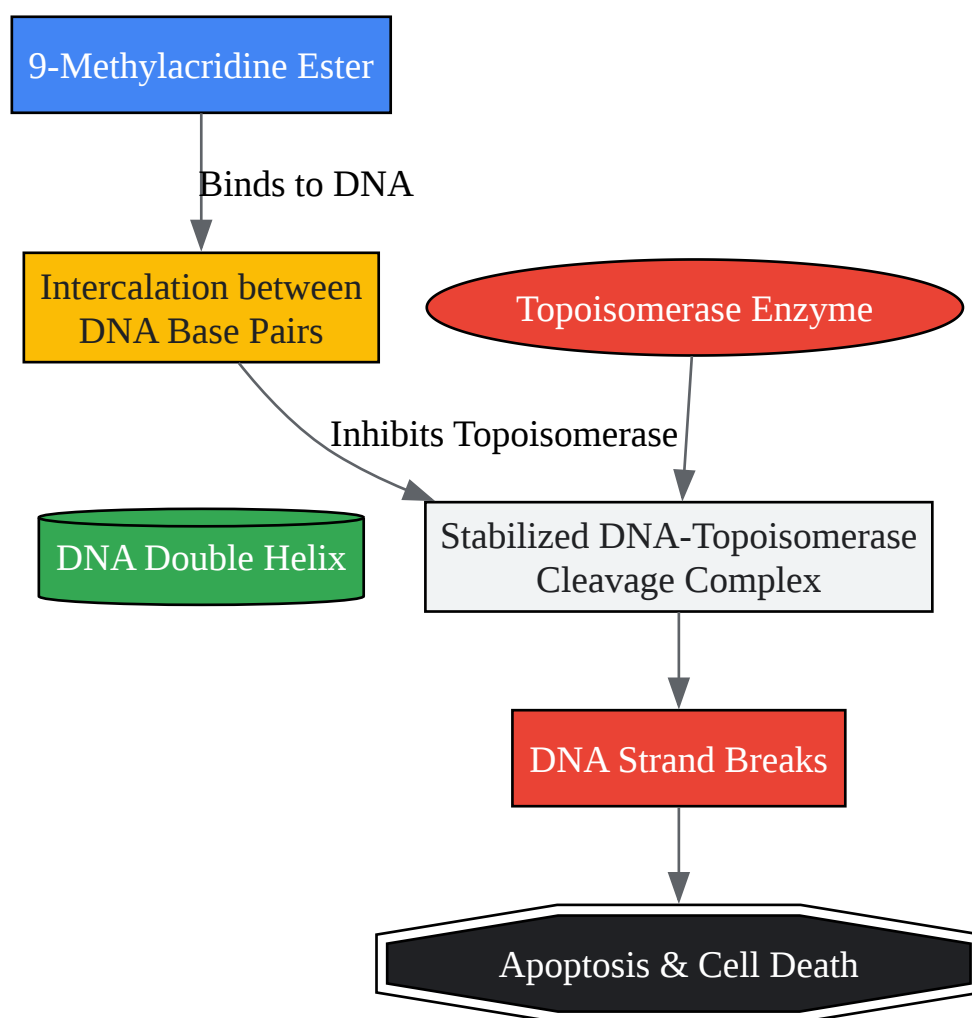 9-Methylacridine Ester
Binds to DNA
Intercalation between
DNA Base Pairs
Topoisomerase Enzyme
Inhibits Topoisomerase
DNA Double Helix
Stabilized DNA-Topoisomerase
Cleavage Complex
DNA Strand Breaks
Apoptosis & Cell Death